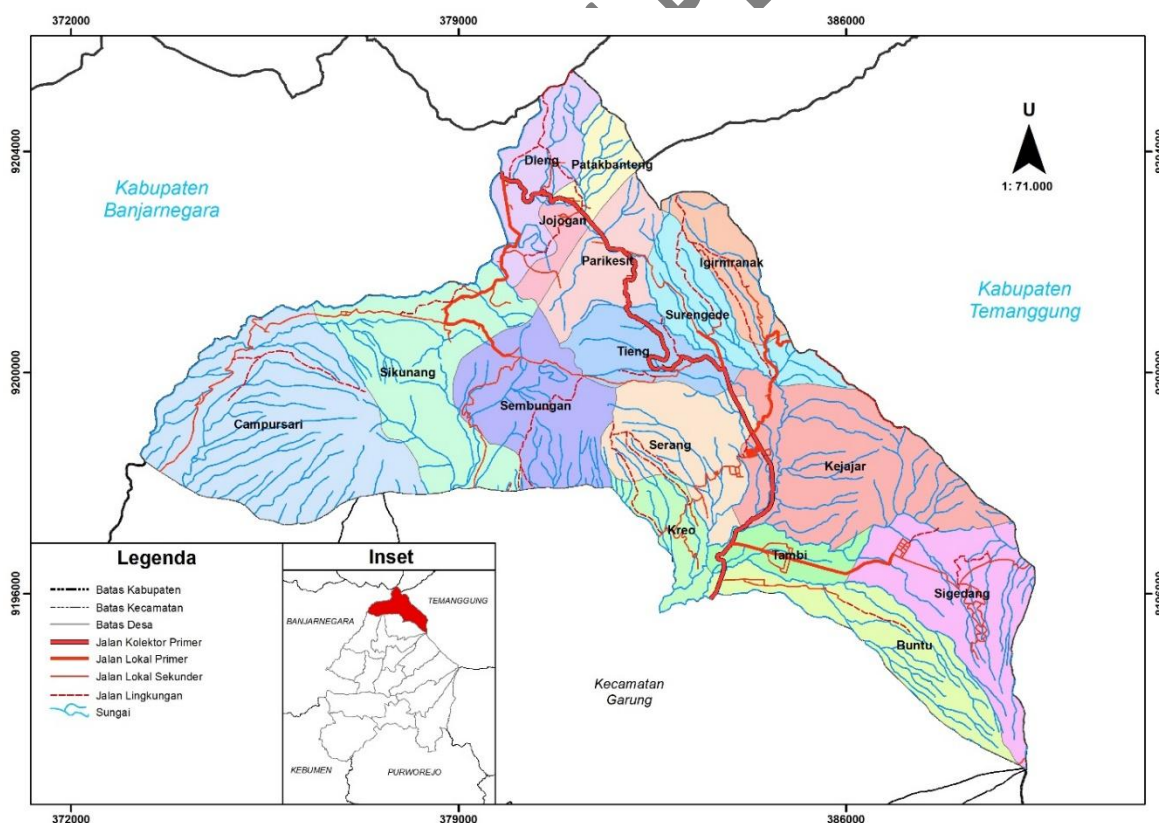 372000
379000
386000
9204000
9204000
U
1: 71.000
Kabupaten
Banjarnegara
Dieng
Patakbanteng
Jojogan
Parikesit
Igirmranak
Kabupaten
Temanggung
Surengede
Tieng
9200000
9200000
Sikunang
Sembungan
Campursari
Serang
Kejajar
Kreo
Tambi
Sigedang
Buntu
9196000
9196000
Kecamatan
Garung
Legenda
Batas Kabupaten
Batas Kecamatan
Batas Desa
Jalan Kolektor Primer
Jalan Lokal Primer
Jalan Lokal Sekunder
Jalan Lingkungan
Sungai
Inset
TEMANGGUNG
BANJARNEGARA
KEBUMEN
PURWOREJO
372000
379000
386000